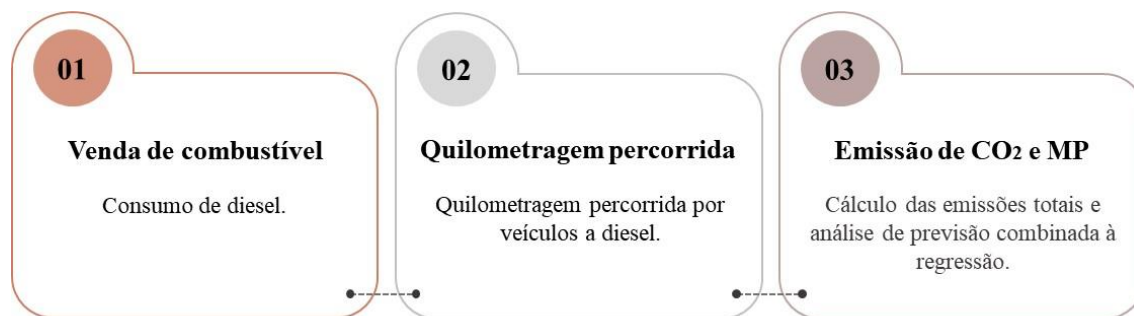 01
Venda de combustível
Consumo de diesel.
02
Quilometragem percorrida
Quilometragem percorrida por
veículos a diesel.
03
Emissão de CO2 e MP
Cálculo das emissões totais e
análise de previsão combinada à
regressão.